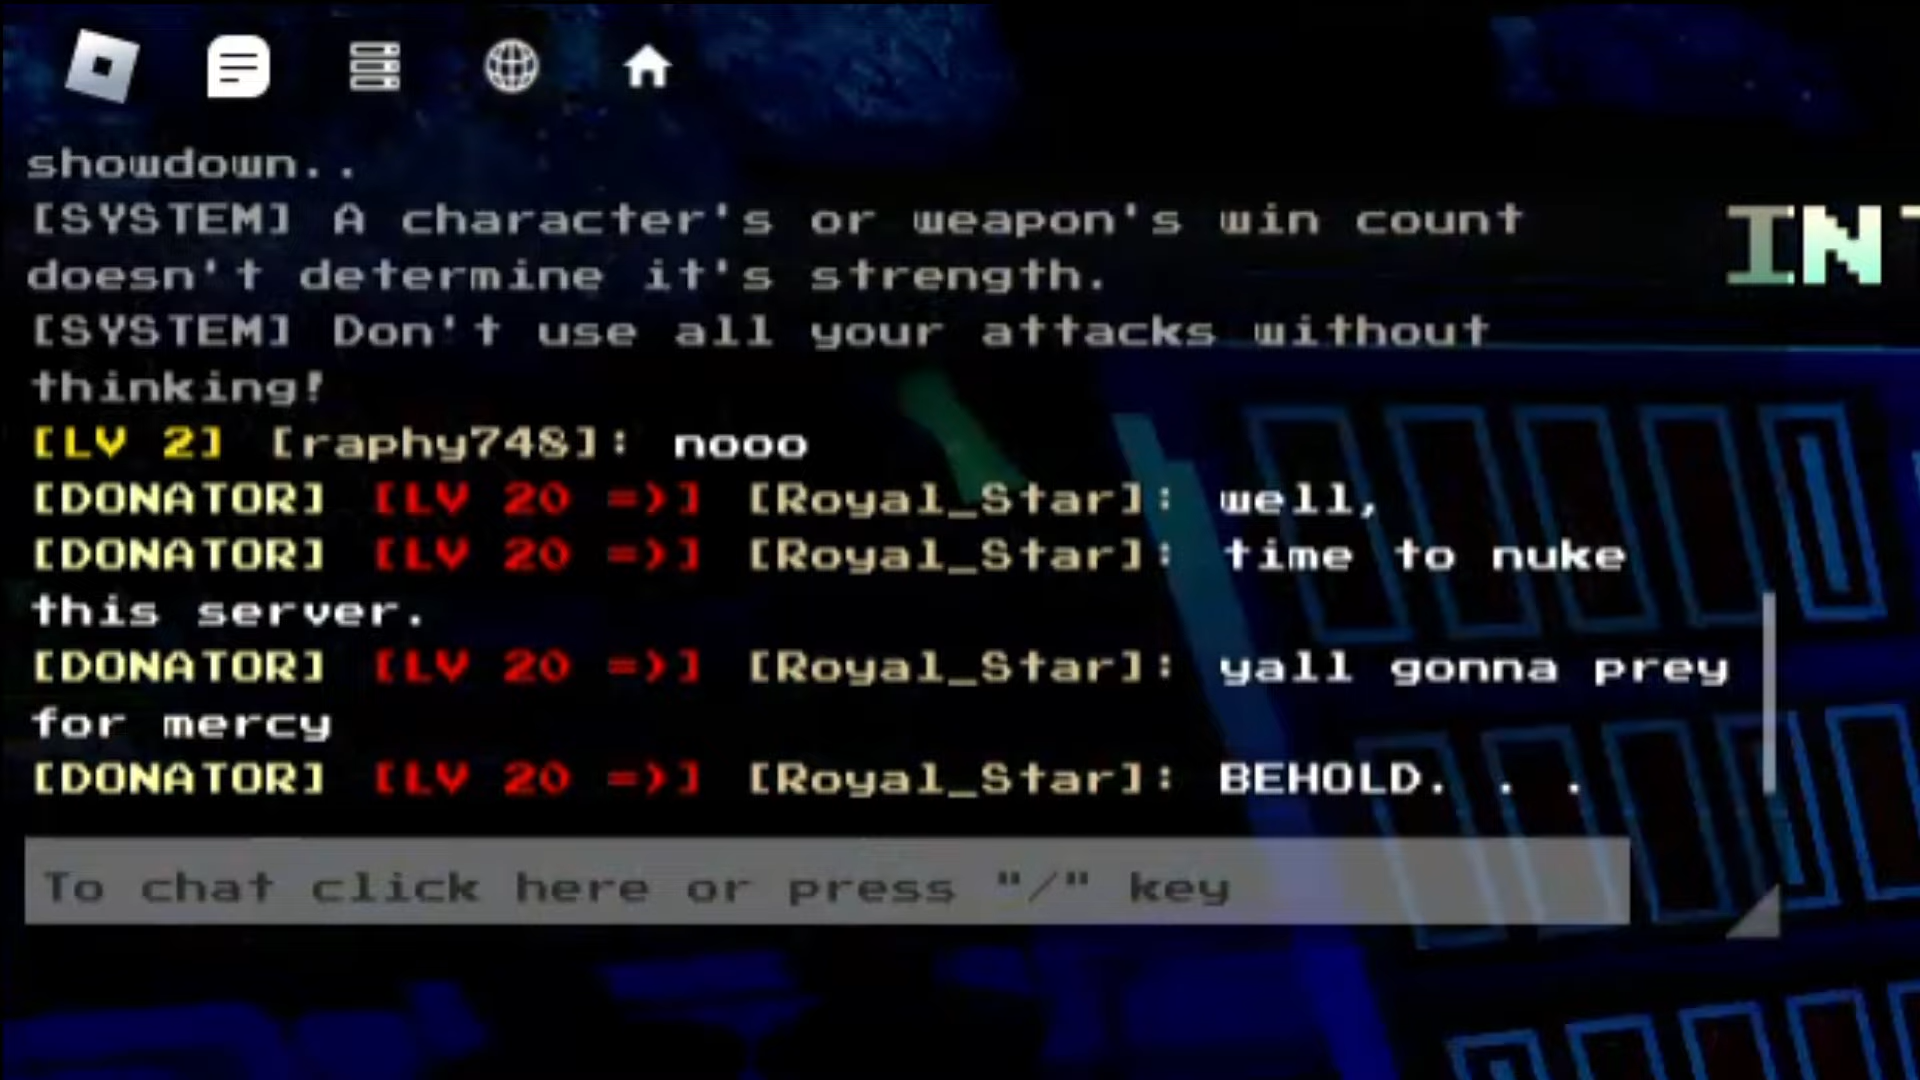 showdown..
[SYSTEM] A character's or weapon's win count
doesn't determine it's strength.
[SYSTEM] Don't use all your attacks without
thinking!
[LV 2] [raphy748]: nooo
[DONATOR] [LV 20 =)] [Royal_Star]: well,
[DONATOR] [LV 20 =)] [Royal_Star]: time to nuke
this server.
[DONATOR] [LV 20 =)] [Royal_Star]: yall gonna prey
for mercy
[DONATOR] [LV 20 =)] [Royal_Star]: BEHOLD. . .
To chat click here or press "/" key
IN